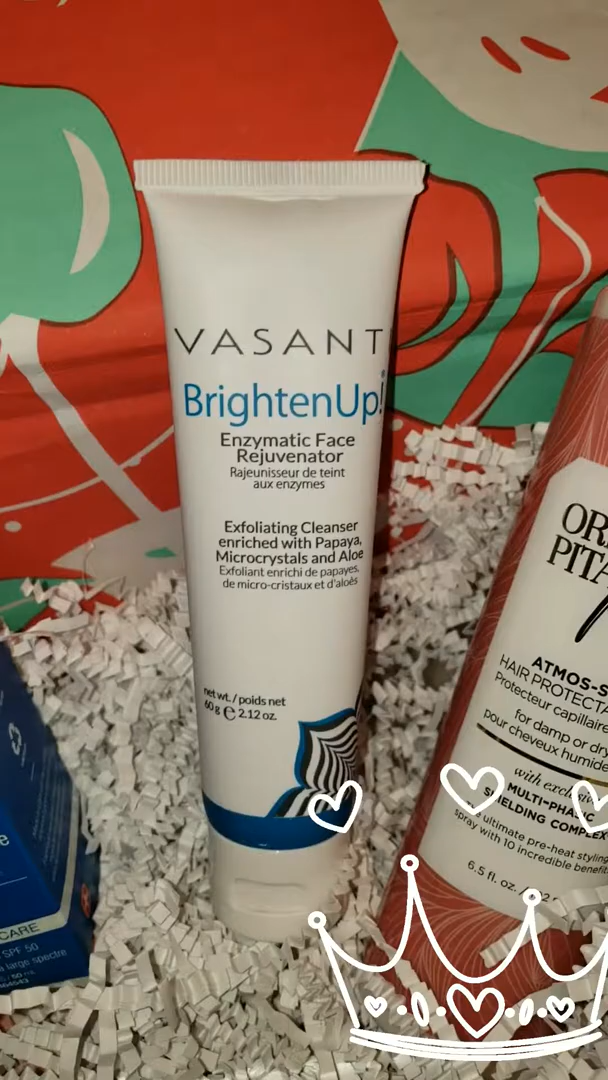 VASANT
BrightenUp!
Enzymatic Face
Rejuvenator
Rajeunisseur de teint
aux enzymes
Exfoliating Cleanser
enriched with Papaya,
Microcrystals and Aloe
Exfoliant enrichi de papayes,
de micro-cristaux et d'aloès
net wt. / poids net
60 g ℮ 2.12 oz.
ATMOS-S
HAIR PROTECTA
Protecteur capillaire
for damp or dry
pour cheveux humide
with exclusiv
MULTI-PHASIC
SHIELDING COMPLEX
ultimate pre-heat styling
spray with 10 incredible benefit
6.5 fl. oz.
CARE
SPF 50
large spectre